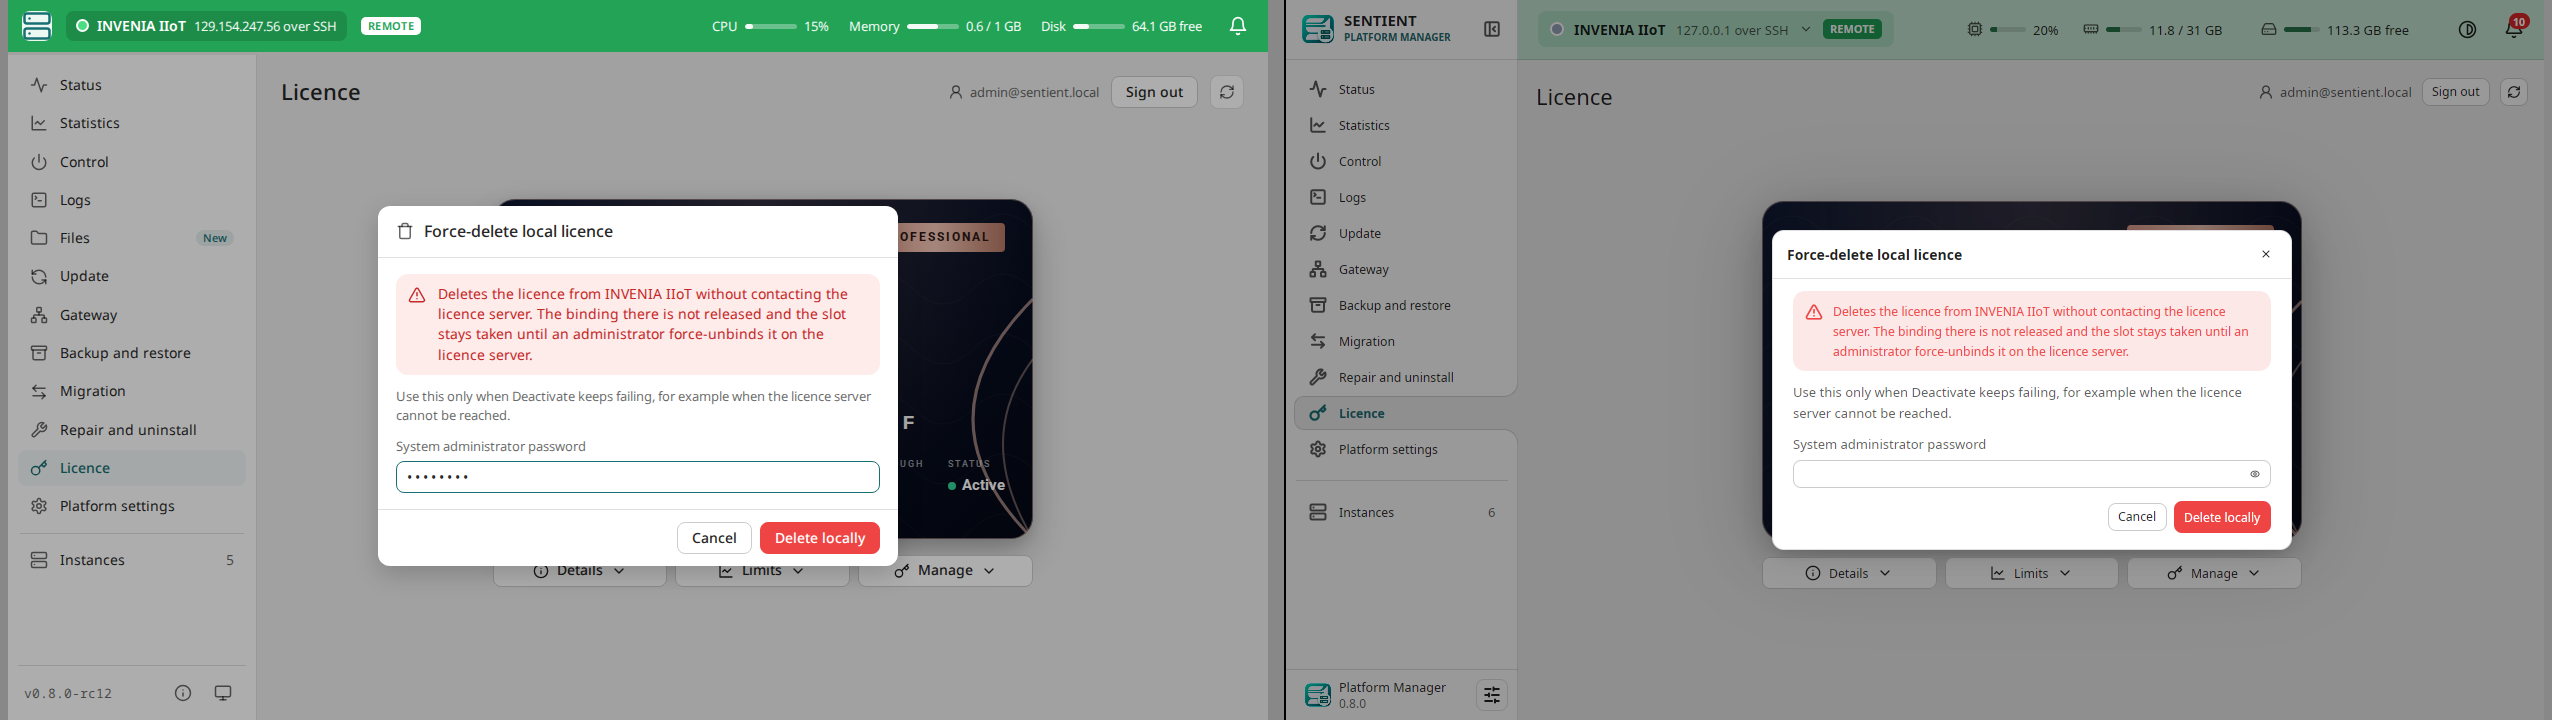 INVENIA IIoT 129.154.247.56 over SSH REMOTE CPU 15% Memory 0.6 / 1 GB Disk 64.1 GB free
Status
Statistics
Control
Logs
Files New
Update
Gateway
Backup and restore
Migration
Repair and uninstall
Licence
Platform settings
Instances 5
v0.8.0-rc12
Licence
admin@sentient.local Sign out
OFESSIONAL
F
UGH STATUS
Active
Force-delete local licence
Deletes the licence from INVENIA IIoT without contacting the
licence server. The binding there is not released and the slot
stays taken until an administrator force-unbinds it on the
licence server.
Use this only when Deactivate keeps failing, for example when the licence server
cannot be reached.
System administrator password
••••••••
Cancel Delete locally
Details Limits Manage
SENTIENT
PLATFORM MANAGER
INVENIA IIoT 127.0.0.1 over SSH REMOTE 20% 11.8 / 31 GB 113.3 GB free 10
Status
Statistics
Control
Logs
Update
Gateway
Backup and restore
Migration
Repair and uninstall
Licence
Platform settings
Instances 6
Platform Manager
0.8.0
Licence
admin@sentient.local Sign out
Force-delete local licence
Deletes the licence from INVENIA IIoT without contacting the licence
server. The binding there is not released and the slot stays taken until an
administrator force-unbinds it on the licence server.
Use this only when Deactivate keeps failing, for example when the licence
server cannot be reached.
System administrator password
Cancel Delete locally
Details Limits Manage